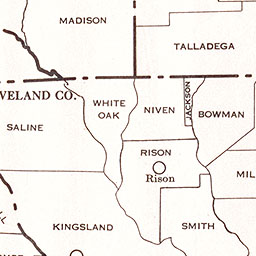 MADISON
TALLADEGA
VELAND CO.
WHITE
OAK
NIVEN
JACKSON
BOWMAN
SALINE
RISON
Rison
MIL
KINGSLAND
SMITH